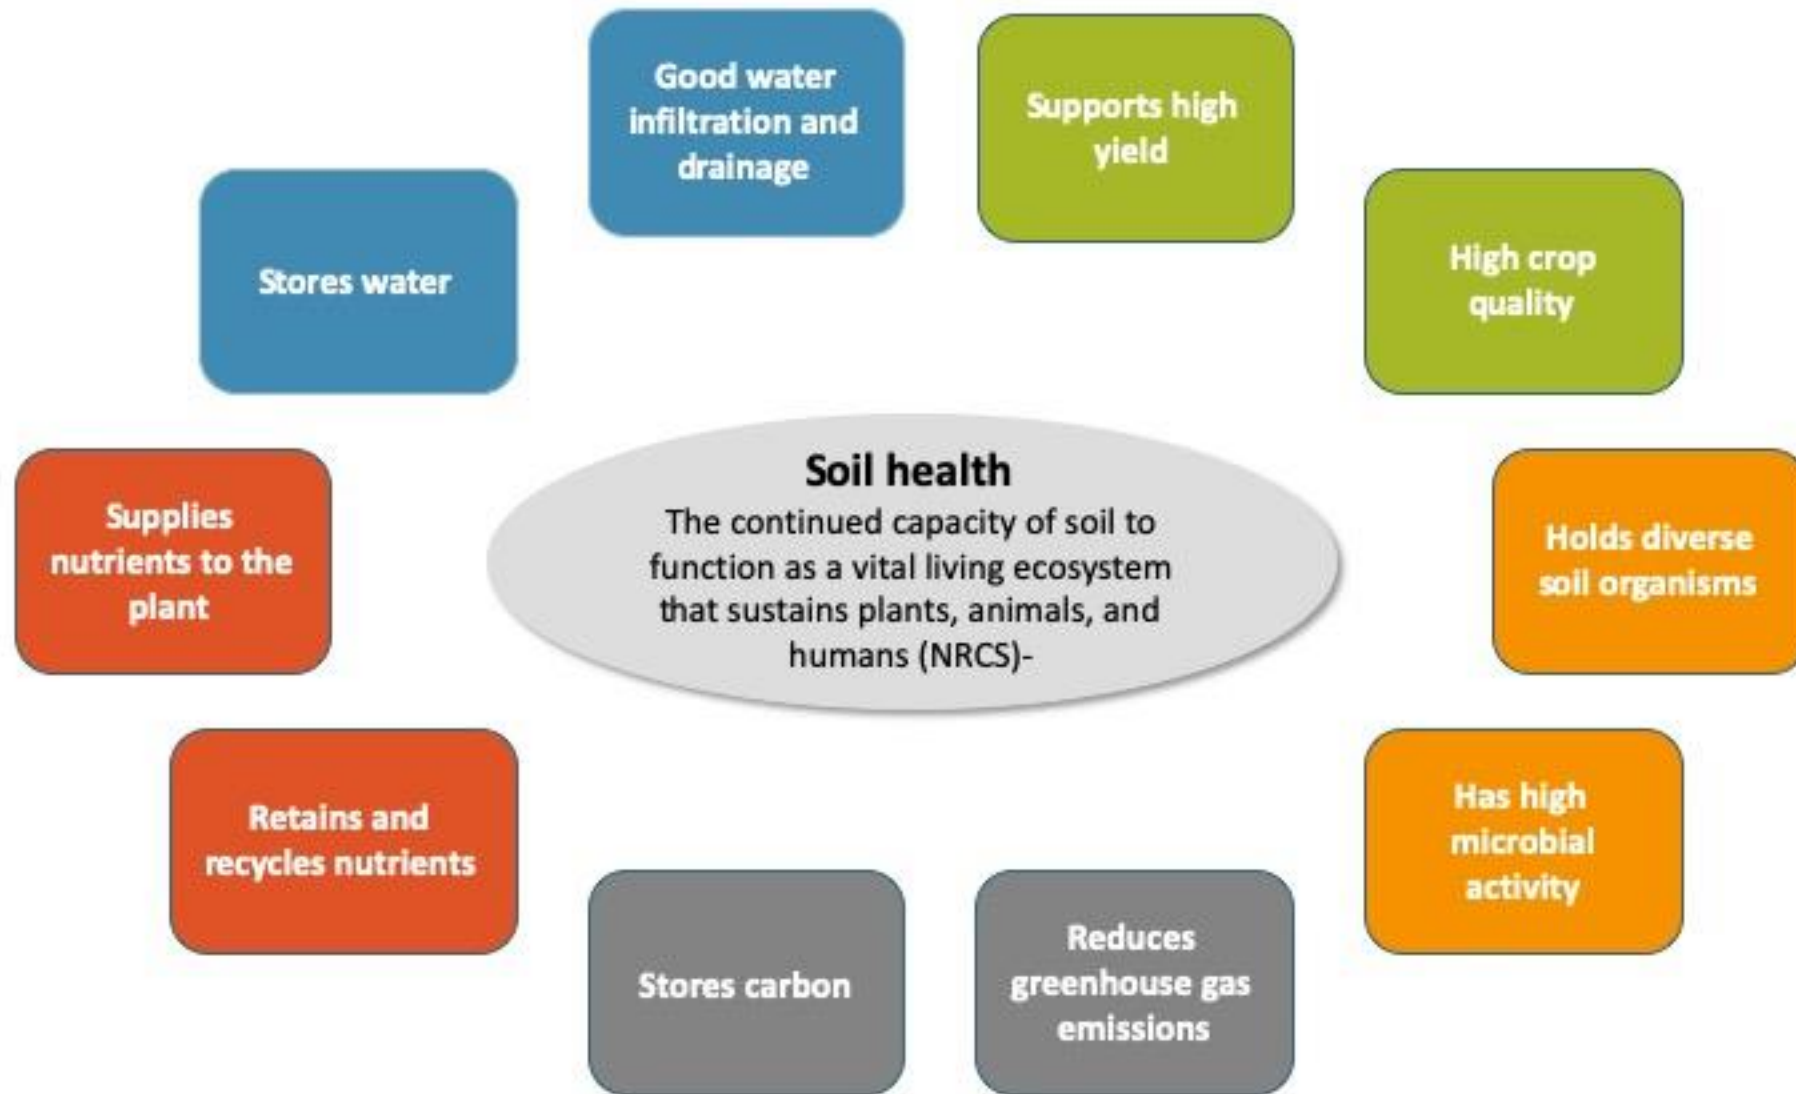 Good water
infiltration and
drainage
Supports high
yield
Stores water
High crop
quality
Soil health
The continued capacity of soil to
function as a vital living ecosystem
that sustains plants, animals, and
humans (NRCS)-
Supplies
nutrients to the
plant
Holds diverse
soil organisms
Retains and
recycles nutrients
Has high
microbial
activity
Stores carbon
Reduces
greenhouse gas
emissions